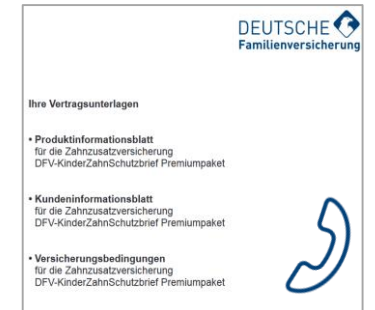 DEUTSCHE
Familienversicherung
Ihre Vertragsunterlagen
• Produktinformationsblatt
für die Zahnzusatzversicherung
DFV-KinderZahnSchutzbrief Premiumpaket
• Kundeninformationsblatt
für die Zahnzusatzversicherung
DFV-KinderZahnSchutzbrief Premiumpaket
• Versicherungsbedingungen
für die Zahnzusatzversicherung
DFV-KinderZahnSchutzbrief Premiumpaket